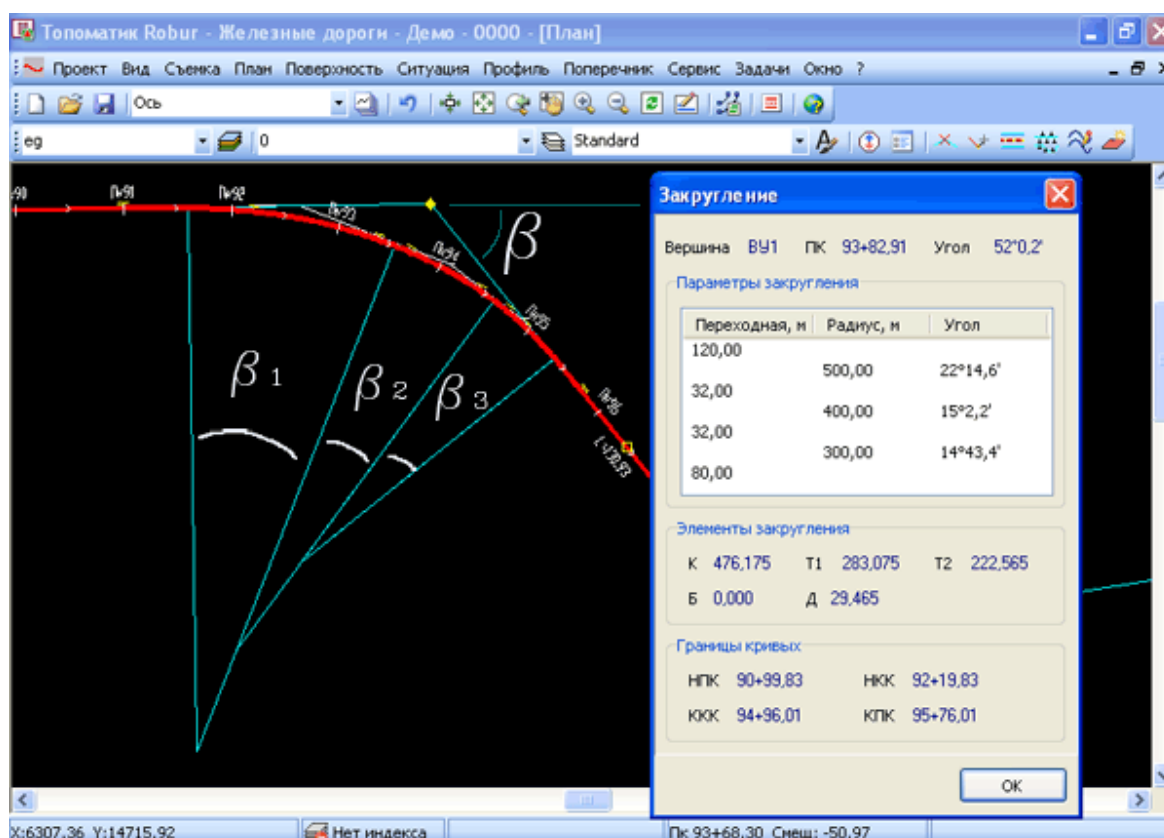 Топоматик Robur - Железные дороги - Демо - 0000 - [План]
Проект Вид Съемка План Поверхность Ситуация Профиль Поперечник Сервис Задачи Окно ?
Ось
eg 0 Standard
Пк91 Пк92
Пк93
Пк94
Пк95
Пк96
β
β 1
β 2 β 3
Закругление
Вершина ВУ1 ПК 93+82,91 Угол 52°0,2'
Параметры закругления
Переходная, м Радиус, м Угол
120,00
500,00 22°14,6'
32,00
400,00 15°2,2'
32,00
300,00 14°43,4'
80,00
Элементы закругления
К 476,175 Т1 283,075 Т2 222,565
Б 0,000 Д 29,465
Границы кривых
НПК 90+99,83 НКК 92+19,83
ККК 94+96,01 КПК 95+76,01
ОК
X:6307,36 Y:14715,92 Нет индекса Пк 93+68,30 Смещ: -50,97